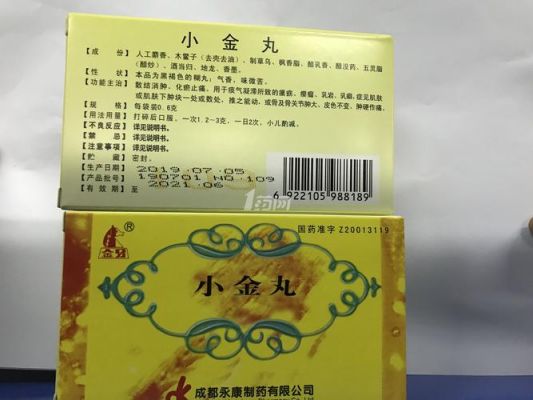 小金丸
【成 份】人工麝香、木鳖子(去壳去油)、制草乌、枫香脂、醋乳香、醋没药、五灵脂
(醋炒)、酒当归、地龙、香墨。
【性 状】本品为黑褐色的糊丸;气香,味微苦。
【功能主治】散结消肿,化瘀止痛。用于痰气凝滞所致的瘰疬、瘿瘤、乳岩、乳癖,症见肌肤
或肌肤下肿块一处或数处,推之能动,或骨及骨关节肿大、皮色不变、肿硬作痛。
【规 格】每袋装0.6克
【用法用量】打碎后口服。一次1.2~3克,一日2次,小儿酌减。
【不良反应】详见说明书。
【禁 忌】详见说明书。
【注意事项】详见说明书。
【贮 藏】密封。
【生产日期】2019.07.05
【产品批号】190701 NO.109
【有 效 期】至 2021.06
1药网
6 922105 988189
金
®
国药准字 Z20013119
小金丸
成都永康制药有限公司